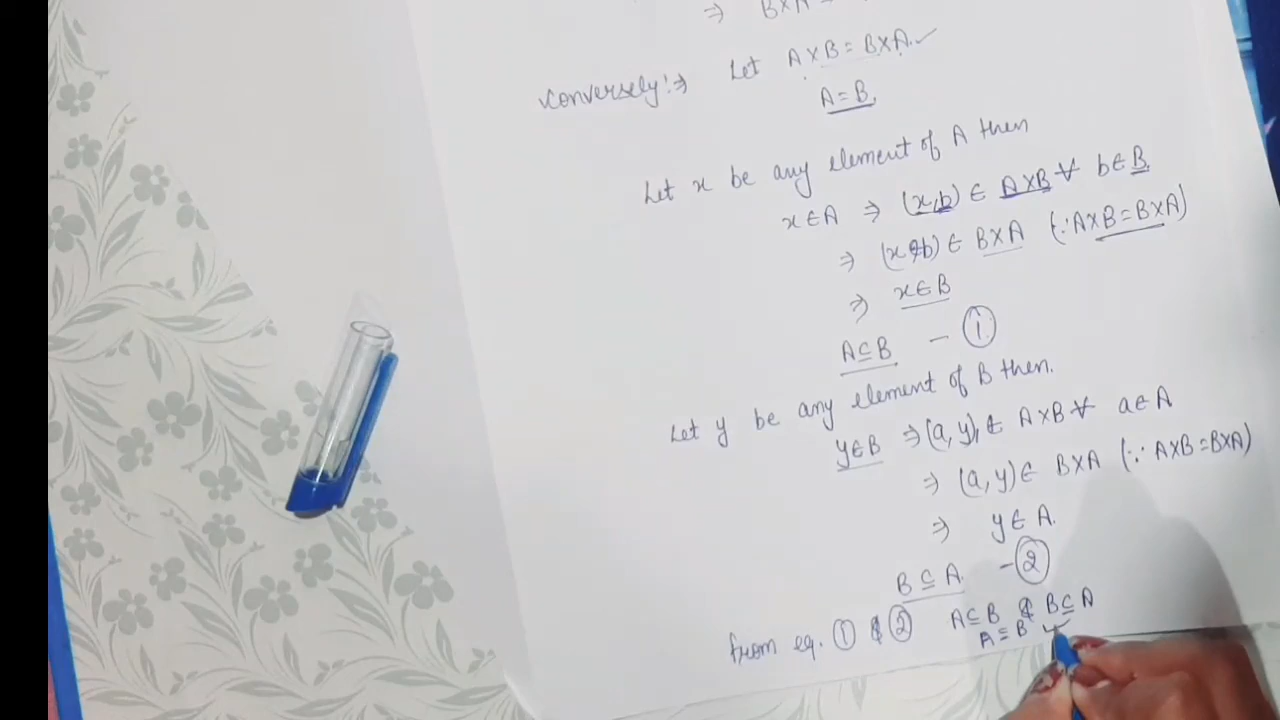 ⇒ B×A =
Conversely:⇒ Let A×B = B×A ✓
A = B.
Let x be any element of A then
x∈A ⇒ (x,b) ∈ A×B ∀ b∈B
⇒ (x,b) ∈ B×A (∵A×B=B×A)
⇒ x∈B
A⊆B – ①
Let y be any element of B then.
y∈B ⇒ (a,y) ∈ A×B ∀ a∈A
⇒ (a,y)∈ B×A (∵ A×B=B×A)
⇒ y∈A.
B⊆A. –②
from eq. ① & ② A⊆B & B⊆A
A=B ✓